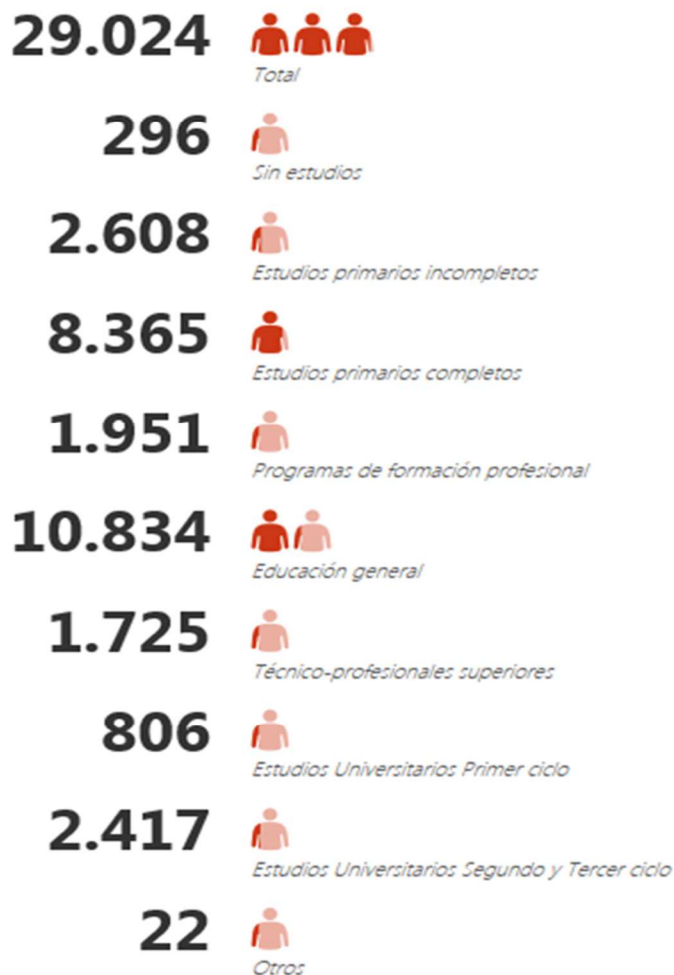 29.024
Total
296
Sin estudios
2.608
Estudios primarios incompletos
8.365
Estudios primarios completos
1.951
Programas de formación profesional
10.834
Educación general
1.725
Técnico-profesionales superiores
806
Estudios Universitarios Primer ciclo
2.417
Estudios Universitarios Segundo y Tercer ciclo
22
Otros